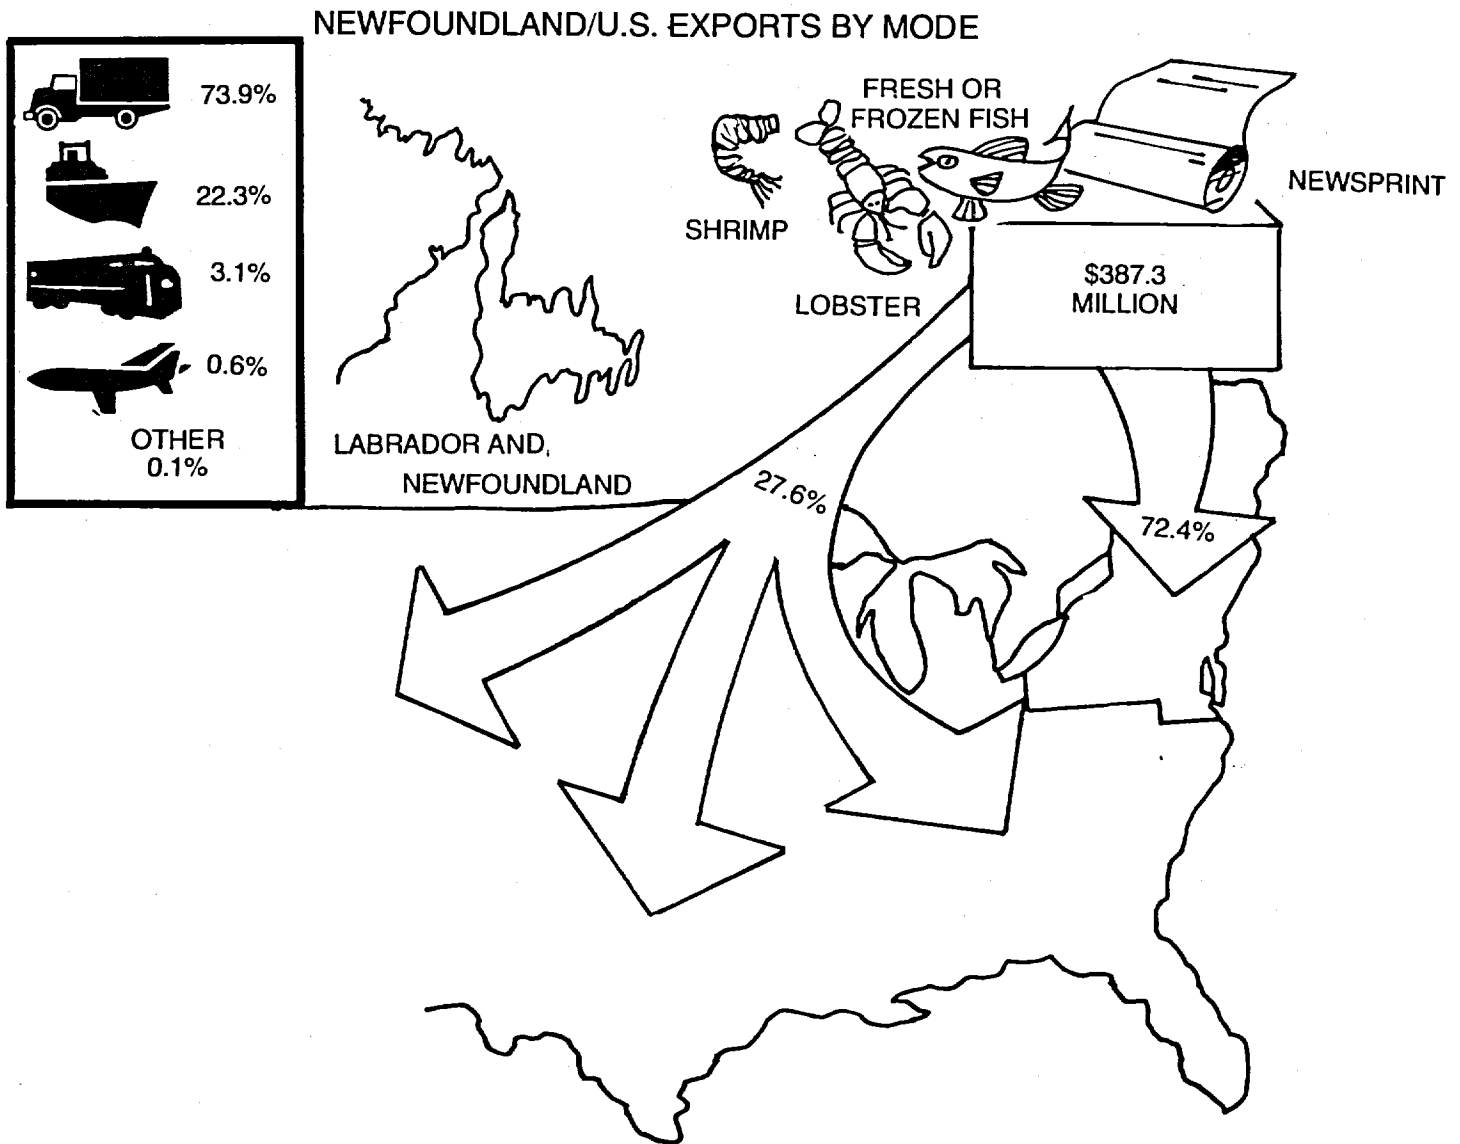 NEWFOUNDLAND/U.S. EXPORTS BY MODE
73.9%
22.3%
3.1%
0.6%
OTHER
0.1%
LABRADOR AND,
NEWFOUNDLAND
SHRIMP
LOBSTER
FRESH OR
FROZEN FISH
NEWSPRINT
$387.3
MILLION
27.6%
72.4%